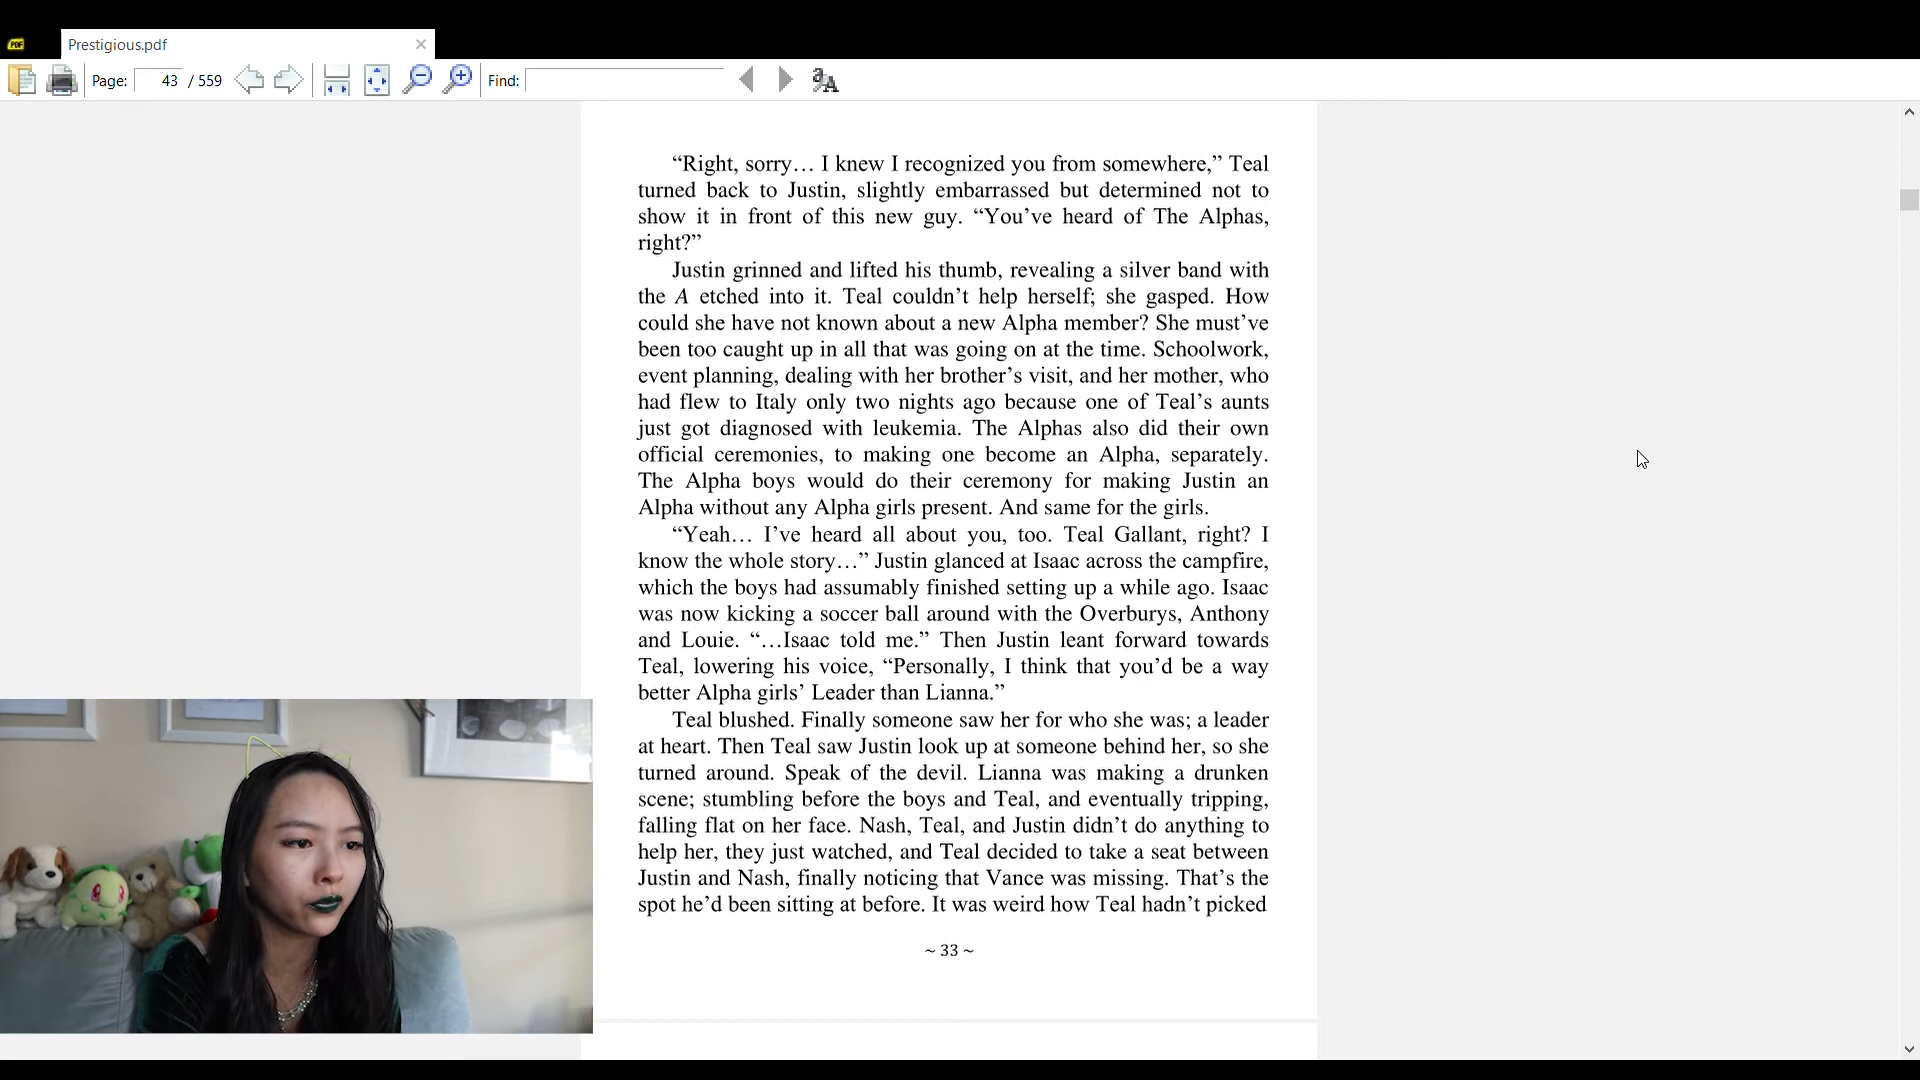 PDF
Prestigious.pdf
Page: 43 / 559
Find:
“Right, sorry… I knew I recognized you from somewhere,” Teal
turned back to Justin, slightly embarrassed but determined not to
show it in front of this new guy. “You’ve heard of The Alphas,
right?”
Justin grinned and lifted his thumb, revealing a silver band with
the A etched into it. Teal couldn’t help herself; she gasped. How
could she have not known about a new Alpha member? She must’ve
been too caught up in all that was going on at the time. Schoolwork,
event planning, dealing with her brother’s visit, and her mother, who
had flew to Italy only two nights ago because one of Teal’s aunts
just got diagnosed with leukemia. The Alphas also did their own
official ceremonies, to making one become an Alpha, separately.
The Alpha boys would do their ceremony for making Justin an
Alpha without any Alpha girls present. And same for the girls.
“Yeah… I’ve heard all about you, too. Teal Gallant, right? I
know the whole story…” Justin glanced at Isaac across the campfire,
which the boys had assumably finished setting up a while ago. Isaac
was now kicking a soccer ball around with the Overburys, Anthony
and Louie. “…Isaac told me.” Then Justin leant forward towards
Teal, lowering his voice, “Personally, I think that you’d be a way
better Alpha girls’ Leader than Lianna.”
Teal blushed. Finally someone saw her for who she was; a leader
at heart. Then Teal saw Justin look up at someone behind her, so she
turned around. Speak of the devil. Lianna was making a drunken
scene; stumbling before the boys and Teal, and eventually tripping,
falling flat on her face. Nash, Teal, and Justin didn’t do anything to
help her, they just watched, and Teal decided to take a seat between
Justin and Nash, finally noticing that Vance was missing. That’s the
spot he’d been sitting at before. It was weird how Teal hadn’t picked
~ 33 ~